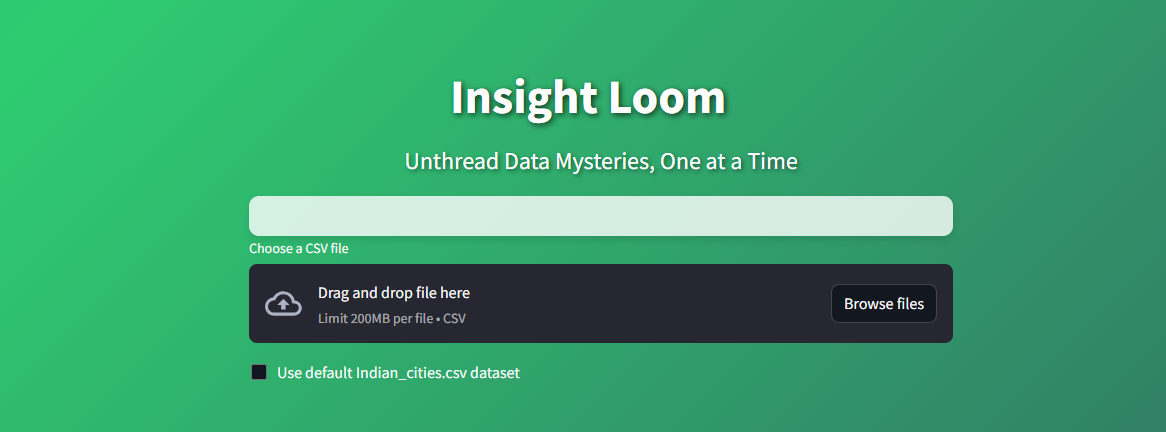 Insight Loom
Unthread Data Mysteries, One at a Time
Choose a CSV file
Drag and drop file here
Limit 200MB per file • CSV
Browse files
Use default Indian_cities.csv dataset